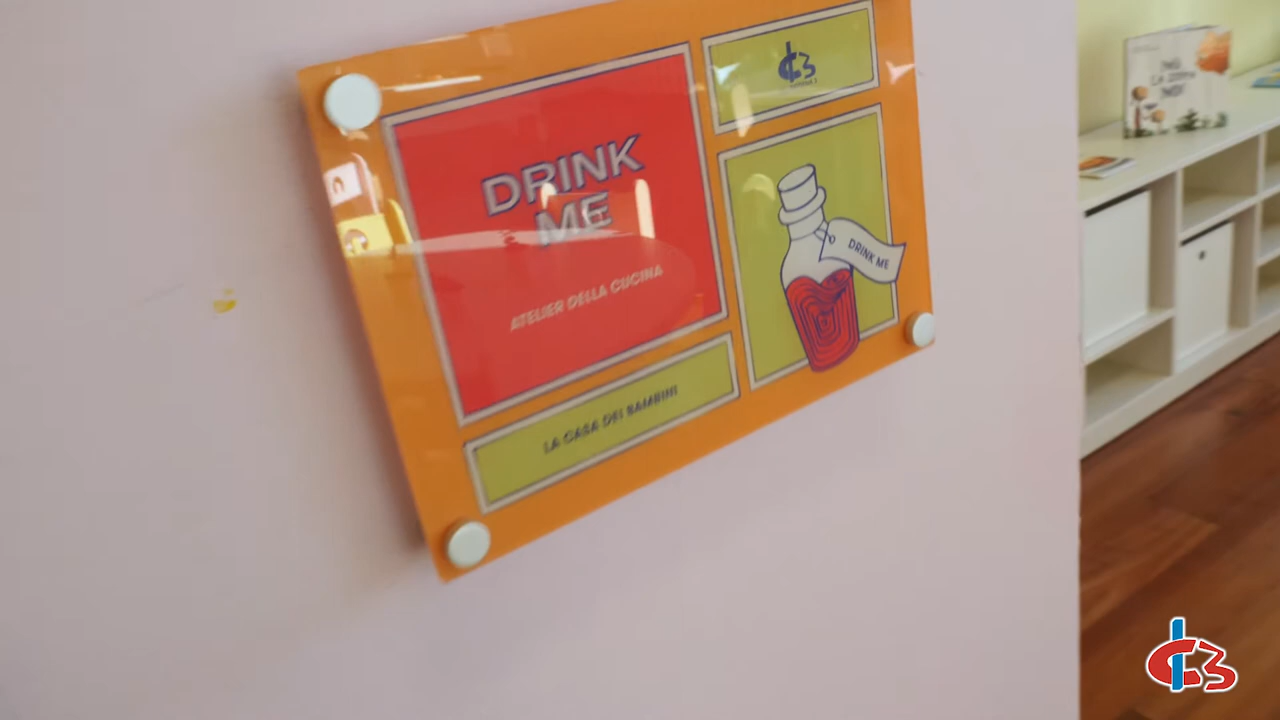 DRINK
ME
ATELIER DELLA CUCINA
LA CASA DEI BAMBINI
DRINK ME